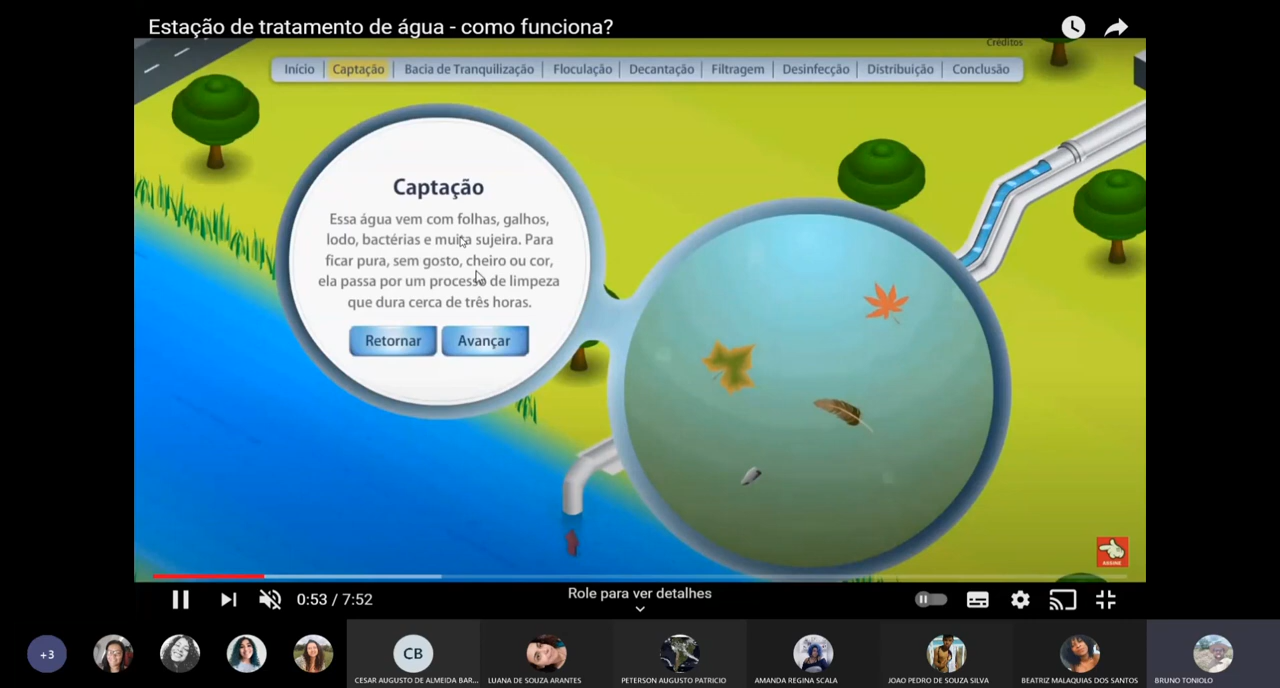 Estação de tratamento de água - como funciona?
Créditos
Início | Captação | Bacia de Tranquilização | Floculação | Decantação | Filtragem | Desinfecção | Distribuição | Conclusão
Captação
Essa água vem com folhas, galhos,
lodo, bactérias e muita sujeira. Para
ficar pura, sem gosto, cheiro ou cor,
ela passa por um processo de limpeza
que dura cerca de três horas.
Retornar Avançar
ASSINE
0:53 / 7:52
Role para ver detalhes
+3
CB
CESAR AUGUSTO DE ALMEIDA BAR...
LUANA DE SOUZA ARANTES
PETERSON AUGUSTO PATRICIO
AMANDA REGINA SCALA
JOAO PEDRO DE SOUZA SILVA
BEATRIZ MALAQUIAS DOS SANTOS
BRUNO TONIOLO